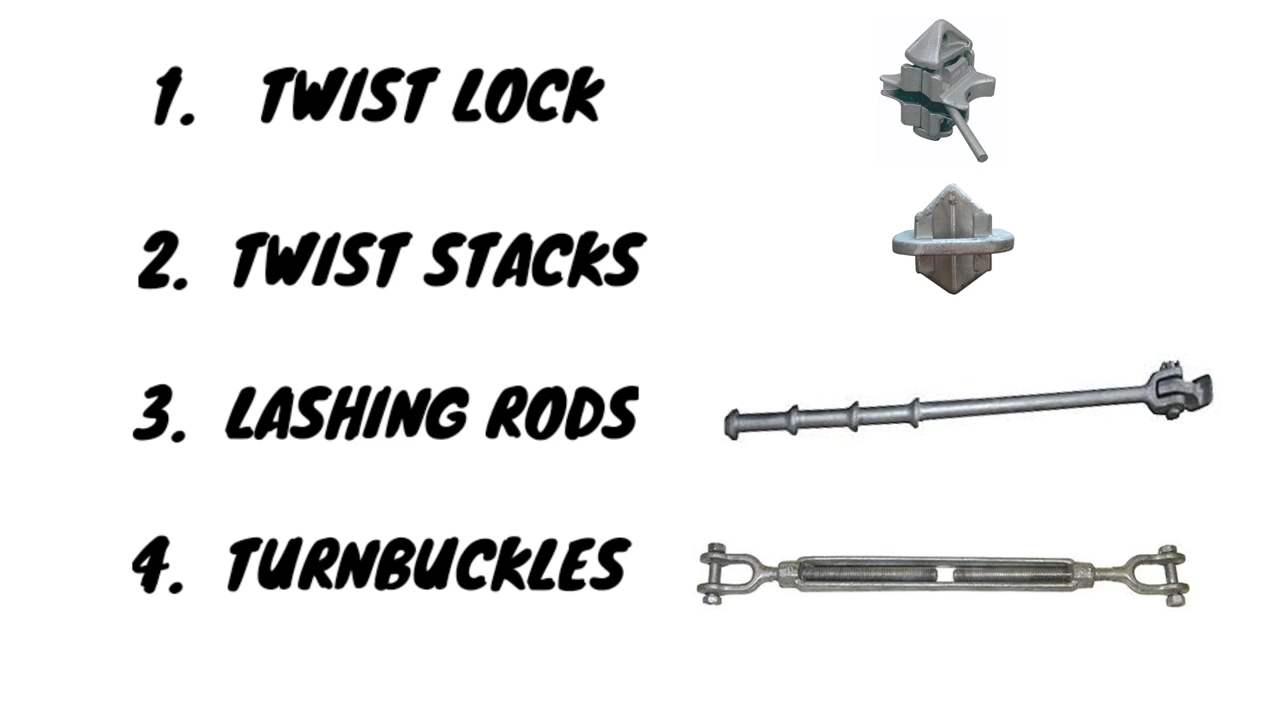 1. TWIST LOCK
2. TWIST STACKS
3. LASHING RODS
4. TURNBUCKLES